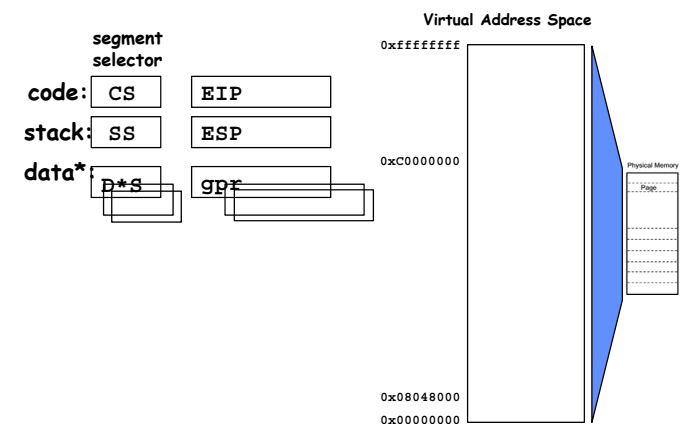 segment
selector
code: CS EIP
stack: SS ESP
data*: D*S gpr
Virtual Address Space
0xffffffff
0xC0000000
0x08048000
0x00000000
Physical Memory
Page